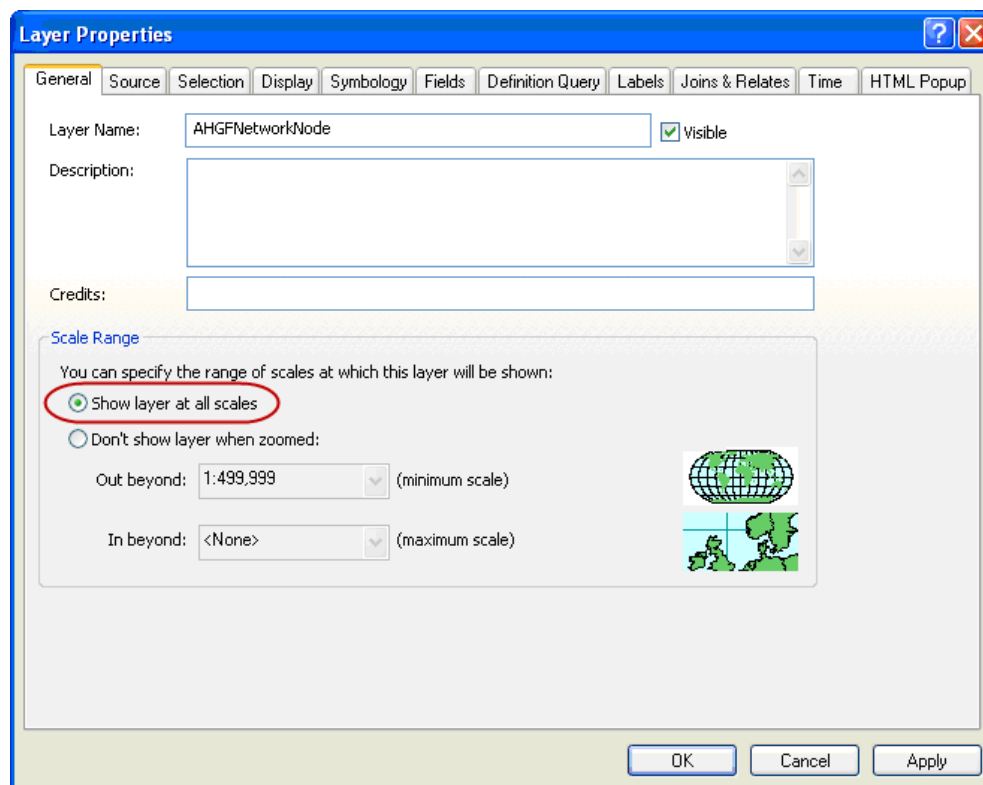 Layer Properties
General Source Selection Display Symbology Fields Definition Query Labels Joins & Relates Time HTML Popup
Layer Name: AHGFNetworkNode Visible
Description:
Credits:
Scale Range
You can specify the range of scales at which this layer will be shown:
Show layer at all scales
Don't show layer when zoomed:
Out beyond: 1:499,999 (minimum scale)
In beyond: <None> (maximum scale)
OK Cancel Apply